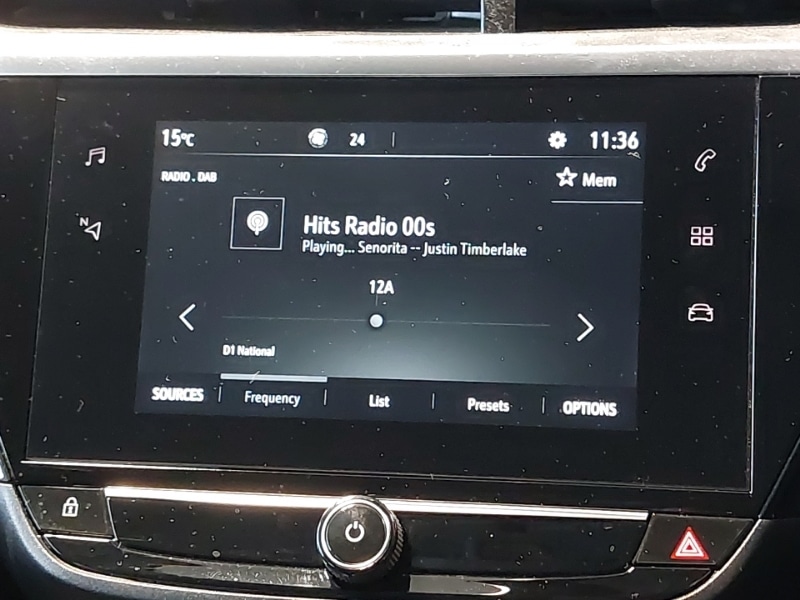 15°C 24 11:36
RADIO . DAB
Mem
N
Hits Radio 00s
Playing... Senorita -- Justin Timberlake
12A
D1 National
SOURCES Frequency List Presets OPTIONS